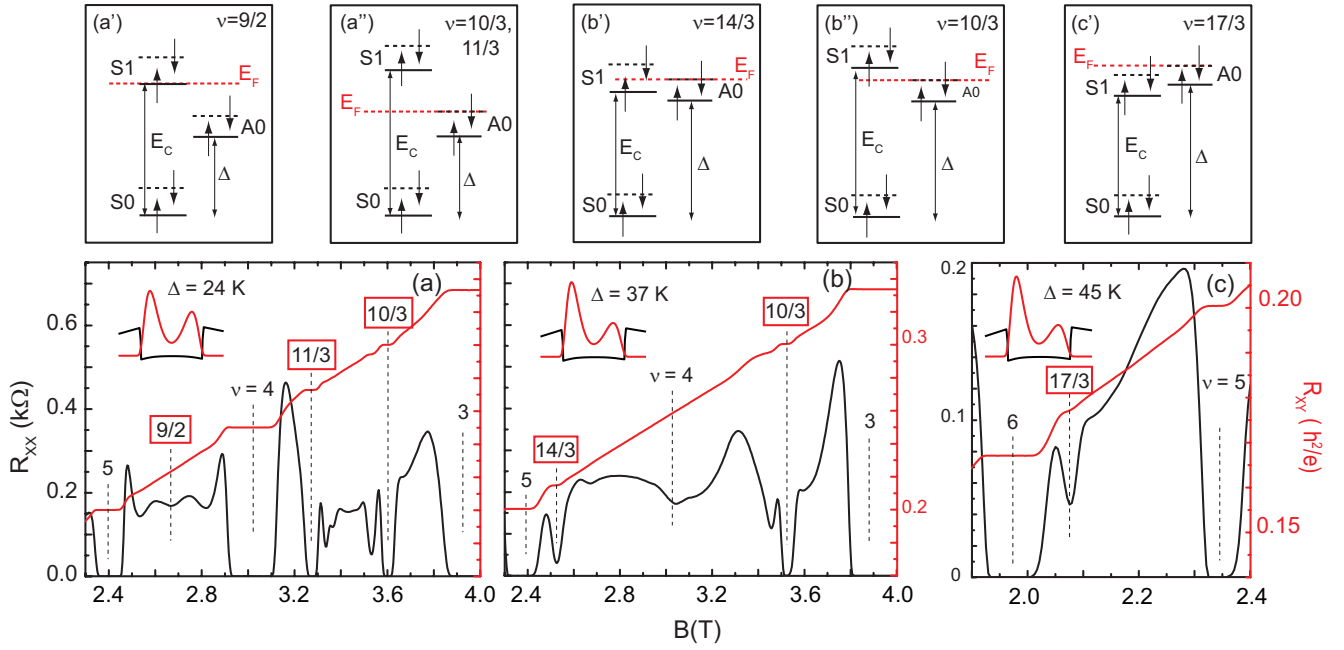 (a') ν=9/2
S1
E_F
A0
E_C
Δ
S0
(a'') ν=10/3,
11/3
S1
E_F
A0
E_C
Δ
S0
(b') ν=14/3
S1
E_F
A0
E_C
Δ
S0
(b'') ν=10/3
S1
E_F
A0
E_C
Δ
S0
(c') ν=17/3
E_F
S1
A0
E_C
Δ
S0
R_XX (kΩ)
0.6
0.4
0.2
0.0
(a)
Δ = 24 K
10/3
11/3
ν = 4
9/2
5
3
2.4 2.8 3.2 3.6 4.0
(b)
Δ = 37 K
10/3
ν = 4
14/3
5
3
0.3
0.2
2.4 2.8 3.2 3.6 4.0
B(T)
0.2
0.1
0
(c)
Δ = 45 K
17/3
6
ν = 5
0.20
0.15
2.0 2.2 2.4
R_XY ( h²/e)